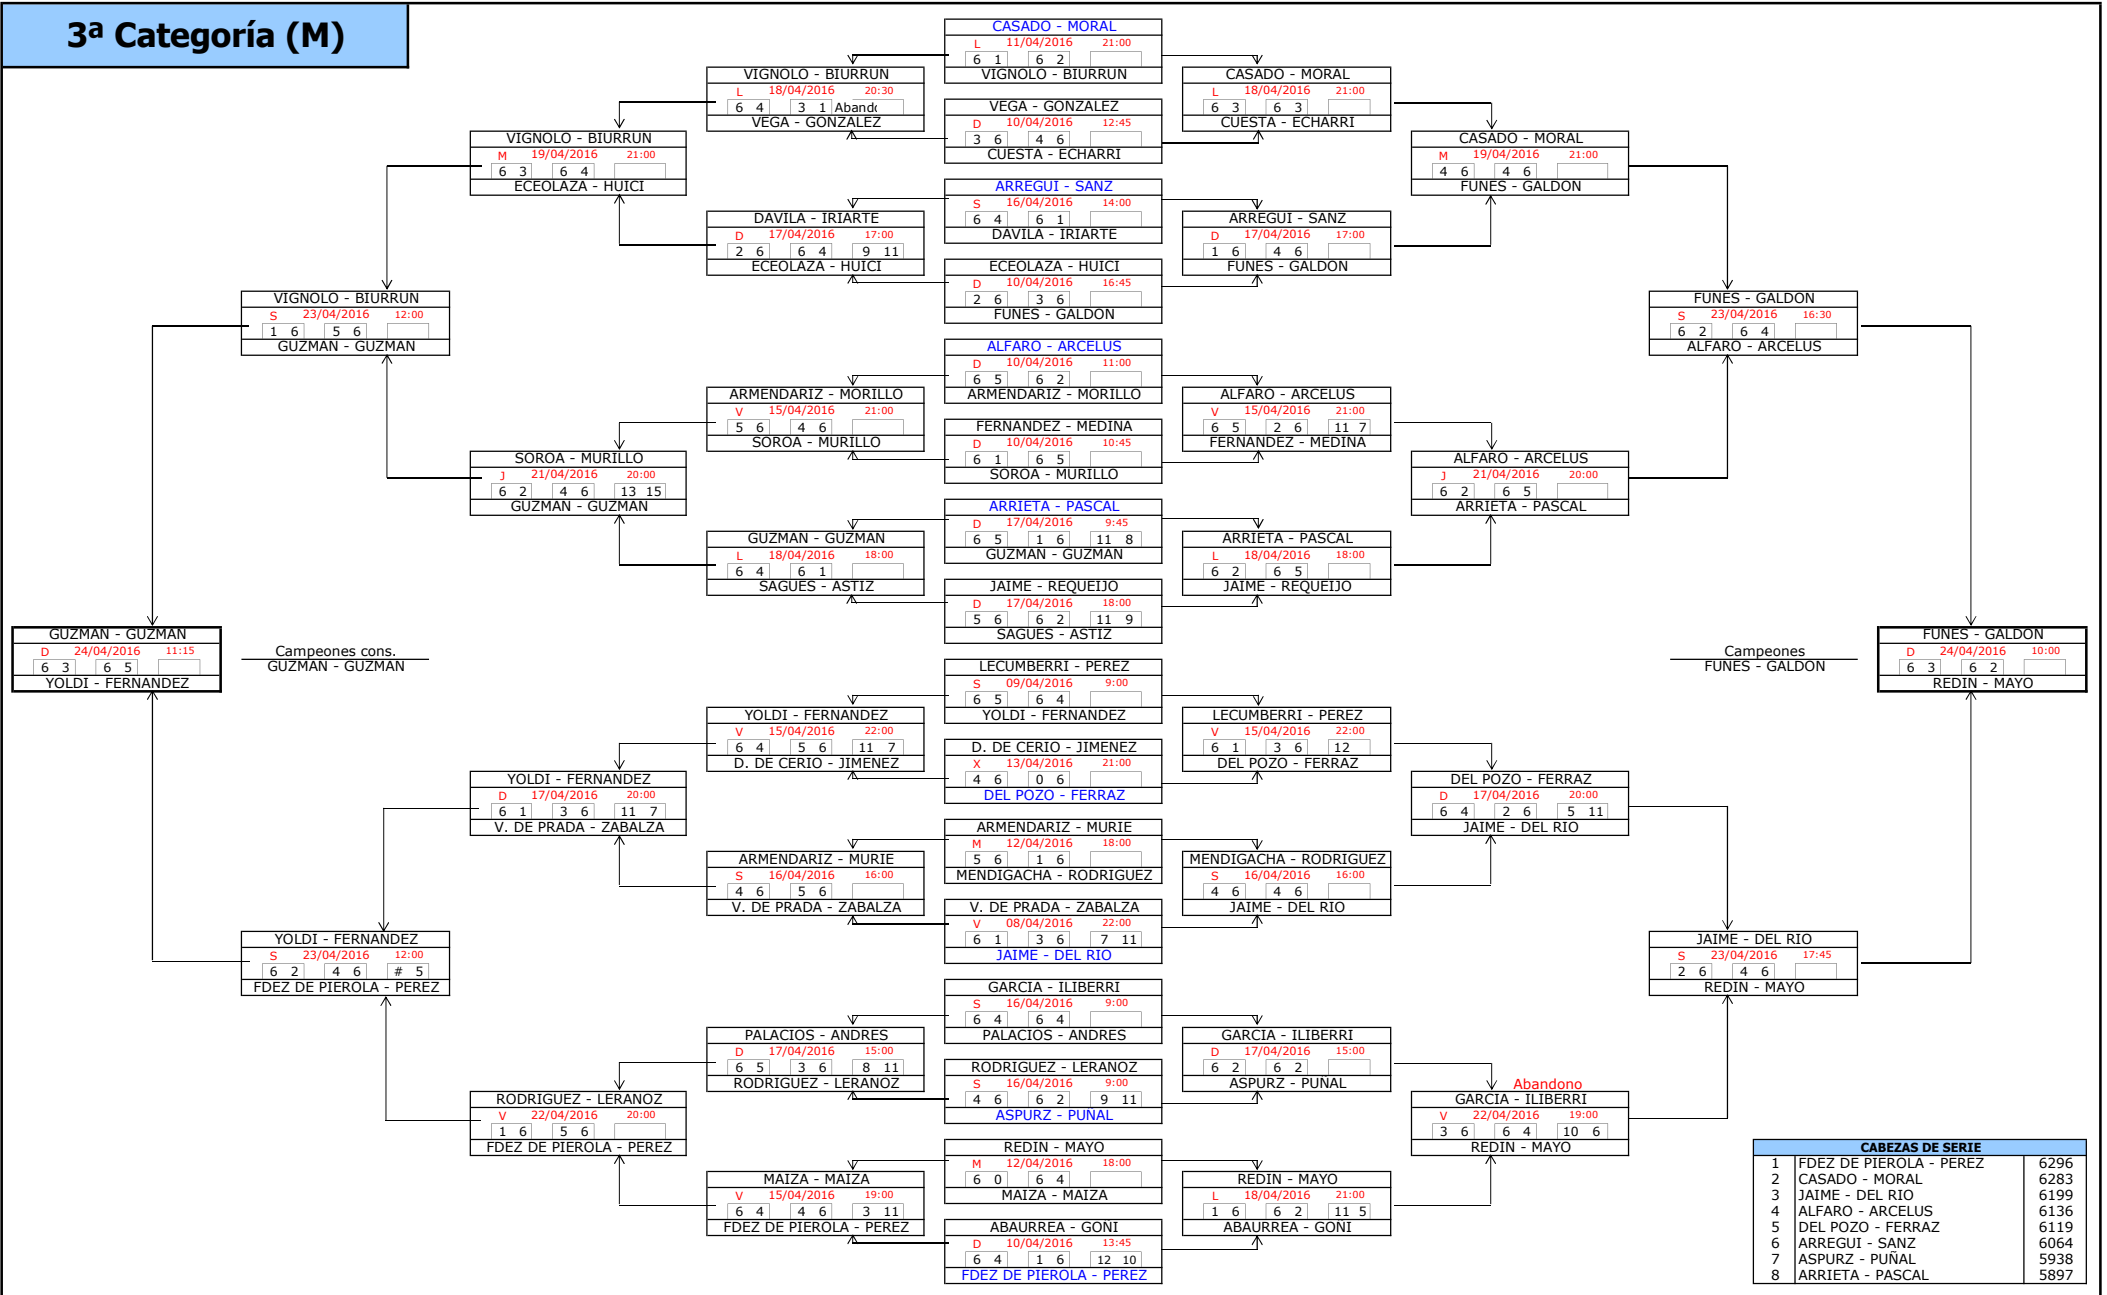 3ª Categoría (M)
CASADO - MORAL
L 11/04/2016 21:00
6 1 6 2
VIGNOLO - BIURRUN
VEGA - GONZALEZ
D 10/04/2016 12:45
3 6 4 6
CUESTA - ECHARRI
ARREGUI - SANZ
S 16/04/2016 14:00
6 4 6 1
DAVILA - IRIARTE
ECEOLAZA - HUICI
D 10/04/2016 16:45
2 6 3 6
FUNES - GALDON
ALFARO - ARCELUS
D 10/04/2016 11:00
6 5 6 2
ARMENDARIZ - MORILLO
FERNANDEZ - MEDINA
D 10/04/2016 10:45
6 1 6 5
SOROA - MURILLO
ARRIETA - PASCAL
D 17/04/2016 9:45
6 5 1 6 11 8
GUZMAN - GUZMAN
JAIME - REQUEIJO
D 17/04/2016 18:00
5 6 6 2 11 9
SAGUES - ASTIZ
LECUMBERRI - PEREZ
S 09/04/2016 9:00
6 5 6 4
YOLDI - FERNANDEZ
D. DE CERIO - JIMENEZ
X 13/04/2016 21:00
4 6 0 6
DEL POZO - FERRAZ
ARMENDARIZ - MURIE
M 12/04/2016 18:00
5 6 1 6
MENDIGACHA - RODRIGUEZ
V. DE PRADA - ZABALZA
V 08/04/2016 22:00
6 1 3 6 7 11
JAIME - DEL RIO
GARCIA - ILIBERRI
S 16/04/2016 9:00
6 4 6 4
PALACIOS - ANDRES
RODRIGUEZ - LERANOZ
S 16/04/2016 9:00
4 6 6 2 9 11
ASPURZ - PUÑAL
REDIN - MAYO
M 12/04/2016 18:00
6 0 6 4
MAIZA - MAIZA
ABAURREA - GOÑI
D 10/04/2016 13:45
6 4 1 6 12 10
FDEZ DE PIEROLA - PEREZ
VIGNOLO - BIURRUN
L 18/04/2016 20:30
6 4 3 1 Abando
VEGA - GONZALEZ
DAVILA - IRIARTE
D 17/04/2016 17:00
2 6 6 4 9 11
ECEOLAZA - HUICI
ARMENDARIZ - MORILLO
V 15/04/2016 21:00
5 6 4 6
SOROA - MURILLO
GUZMAN - GUZMAN
L 18/04/2016 18:00
6 4 6 1
SAGUES - ASTIZ
YOLDI - FERNANDEZ
V 15/04/2016 22:00
6 4 5 6 11 7
D. DE CERIO - JIMENEZ
ARMENDARIZ - MURIE
S 16/04/2016 16:00
4 6 5 6
V. DE PRADA - ZABALZA
PALACIOS - ANDRES
D 17/04/2016 15:00
6 5 3 6 8 11
RODRIGUEZ - LERANOZ
MAIZA - MAIZA
V 15/04/2016 19:00
6 4 4 6 3 11
FDEZ DE PIEROLA - PEREZ
VIGNOLO - BIURRUN
M 19/04/2016 21:00
6 3 6 4
ECEOLAZA - HUICI
SOROA - MURILLO
J 21/04/2016 20:00
6 2 4 6 13 15
GUZMAN - GUZMAN
YOLDI - FERNANDEZ
D 17/04/2016 20:00
6 1 3 6 11 7
V. DE PRADA - ZABALZA
RODRIGUEZ - LERANOZ
V 22/04/2016 20:00
1 6 5 6
FDEZ DE PIEROLA - PEREZ
VIGNOLO - BIURRUN
S 23/04/2016 12:00
1 6 5 6
GUZMAN - GUZMAN
YOLDI - FERNANDEZ
S 23/04/2016 12:00
6 2 4 6 # 5
FDEZ DE PIEROLA - PEREZ
GUZMAN - GUZMAN
D 24/04/2016 11:15
6 3 6 5
YOLDI - FERNANDEZ
Campeones cons.
GUZMAN - GUZMAN
CASADO - MORAL
L 18/04/2016 21:00
6 3 6 3
CUESTA - ECHARRI
ARREGUI - SANZ
D 17/04/2016 17:00
1 6 4 6
FUNES - GALDON
ALFARO - ARCELUS
V 15/04/2016 21:00
6 5 2 6 11 7
FERNANDEZ - MEDINA
ARRIETA - PASCAL
L 18/04/2016 18:00
6 2 6 5
JAIME - REQUEIJO
LECUMBERRI - PEREZ
V 15/04/2016 22:00
6 1 3 6 12
DEL POZO - FERRAZ
MENDIGACHA - RODRIGUEZ
S 16/04/2016 16:00
4 6 4 6
JAIME - DEL RIO
GARCIA - ILIBERRI
D 17/04/2016 15:00
6 2 6 2
ASPURZ - PUÑAL
REDIN - MAYO
L 18/04/2016 21:00
1 6 6 2 11 5
ABAURREA - GOÑI
CASADO - MORAL
M 19/04/2016 21:00
4 6 4 6
FUNES - GALDON
ALFARO - ARCELUS
J 21/04/2016 20:00
6 2 6 5
ARRIETA - PASCAL
DEL POZO - FERRAZ
D 17/04/2016 20:00
6 4 2 6 5 11
JAIME - DEL RIO
Abandono
GARCIA - ILIBERRI
V 22/04/2016 19:00
3 6 6 4 10 6
REDIN - MAYO
FUNES - GALDON
S 23/04/2016 16:30
6 2 6 4
ALFARO - ARCELUS
JAIME - DEL RIO
S 23/04/2016 17:45
2 6 4 6
REDIN - MAYO
Campeones
FUNES - GALDON
FUNES - GALDON
D 24/04/2016 10:00
6 3 6 2
REDIN - MAYO
CABEZAS DE SERIE
1 FDEZ DE PIEROLA - PEREZ 6296
2 CASADO - MORAL 6283
3 JAIME - DEL RIO 6199
4 ALFARO - ARCELUS 6136
5 DEL POZO - FERRAZ 6119
6 ARREGUI - SANZ 6064
7 ASPURZ - PUÑAL 5938
8 ARRIETA - PASCAL 5897